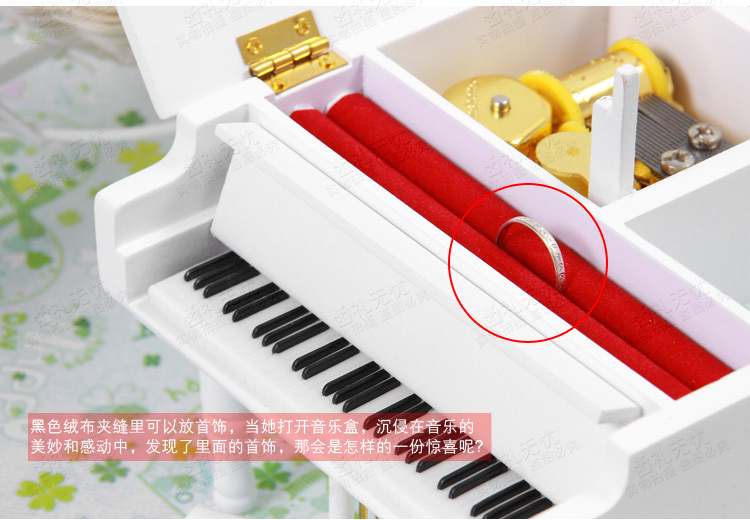 黑色绒布夹缝里可以放首饰，当她打开音乐盒，沉侵在音乐的
美妙和感动中，发现了里面的首饰，那会是怎样的一份惊喜呢?